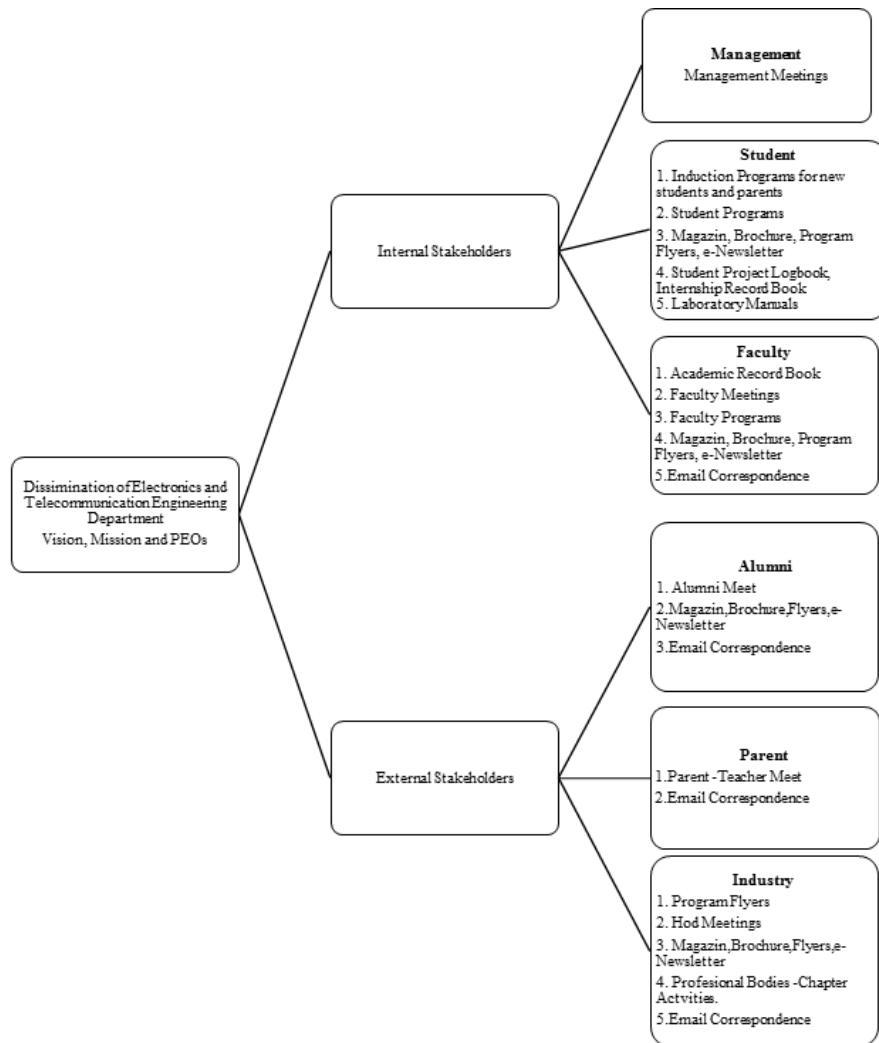 Management
Management Meetings
Student
1. Induction Programs for new
students and parents
2. Student Programs
3. Magazin, Brochure, Program
Flyers, e-Newsletter
4. Student Project Logbook,
Internship Record Book
5. Laboratory Manuals
Internal Stakeholders
Faculty
1. Academic Record Book
2. Faculty Meetings
3. Faculty Programs
4. Magazin, Brochure, Program
Flyers, e-Newsletter
5.Email Correspondence
Dissimination of Electronics and
Telecommunication Engineering
Department
Vision, Mission and PEOs
Alumni
1. Alumni Meet
2.Magazin,Brochure,Flyers,e-
Newsletter
3.Email Correspondence
External Stakeholders
Parent
1.Parent -Teacher Meet
2.Email Correspondence
Industry
1. Program Flyers
2. Hod Meetings
3. Magazin,Brochure,Flyers,e-
Newsletter
4. Profesional Bodies -Chapter
Actvities.
5.Email Correspondence